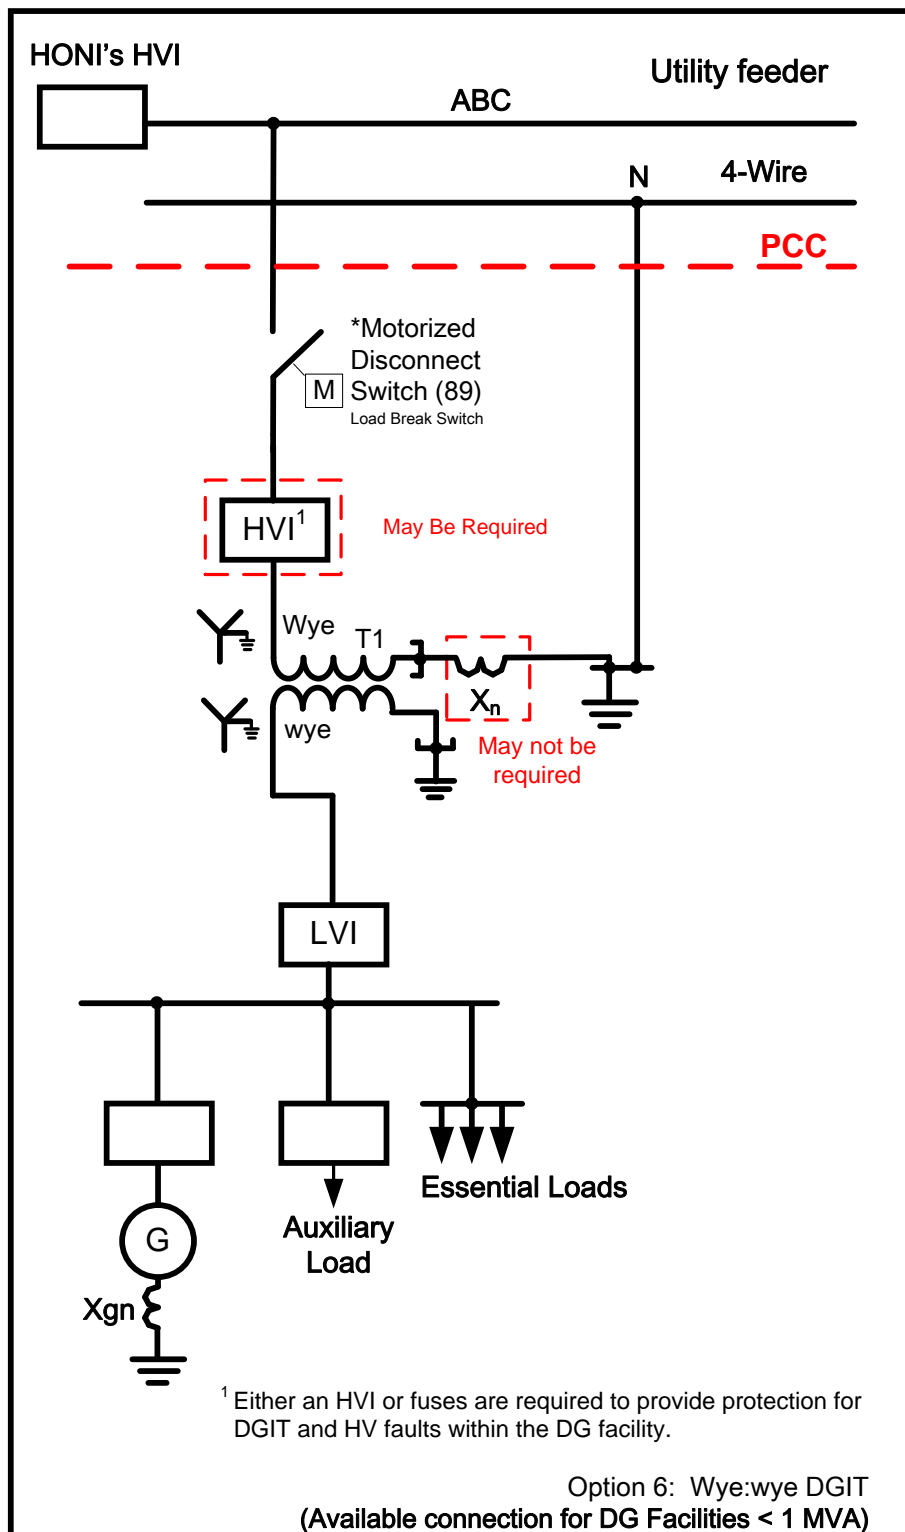 HONI's HVI
Utility feeder
ABC
N
4-Wire
PCC
*Motorized
Disconnect
Switch (89)
Load Break Switch
M
HVI1
May Be Required
Wye
T1
Xn
wye
May not be
required
LVI
Essential Loads
Auxiliary
Load
G
Xgn
1 Either an HVI or fuses are required to provide protection for
DGIT and HV faults within the DG facility.
Option 6: Wye:wye DGIT
(Available connection for DG Facilities < 1 MVA)